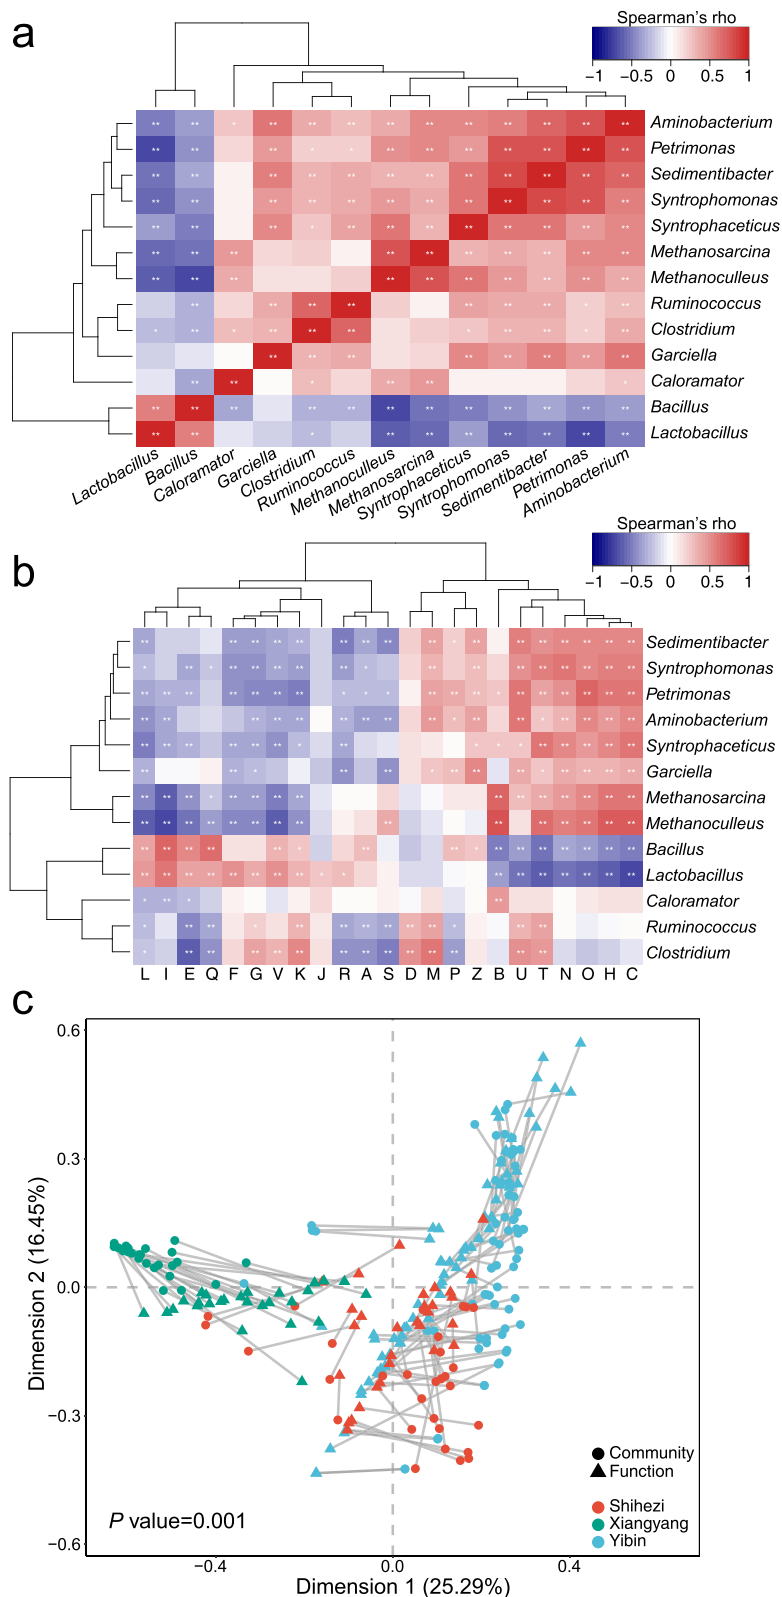 a
Spearman's rho
−1 −0.5 0 0.5 1
Aminobacterium
Petrimonas
Sedimentibacter
Syntrophomonas
Syntrophaceticus
Methanosarcina
Methanoculleus
Ruminococcus
Clostridium
Garciella
Caloramator
Bacillus
Lactobacillus
Lactobacillus
Bacillus
Caloramator
Garciella
Clostridium
Ruminococcus
Methanoculleus
Methanosarcina
Syntrophaceticus
Syntrophomonas
Sedimentibacter
Petrimonas
Aminobacterium
b
Spearman's rho
−1 −0.5 0 0.5 1
Sedimentibacter
Syntrophomonas
Petrimonas
Aminobacterium
Syntrophaceticus
Garciella
Methanosarcina
Methanoculleus
Bacillus
Lactobacillus
Caloramator
Ruminococcus
Clostridium
L I E Q F G V K J R A S D M P Z B U T N O H C
c
0.6
0.3
0.0
−0.3
−0.6
Dimension 2 (16.45%)
Community
Function
Shihezi
Xiangyang
Yibin
P value=0.001
−0.4 0.0 0.4
Dimension 1 (25.29%)